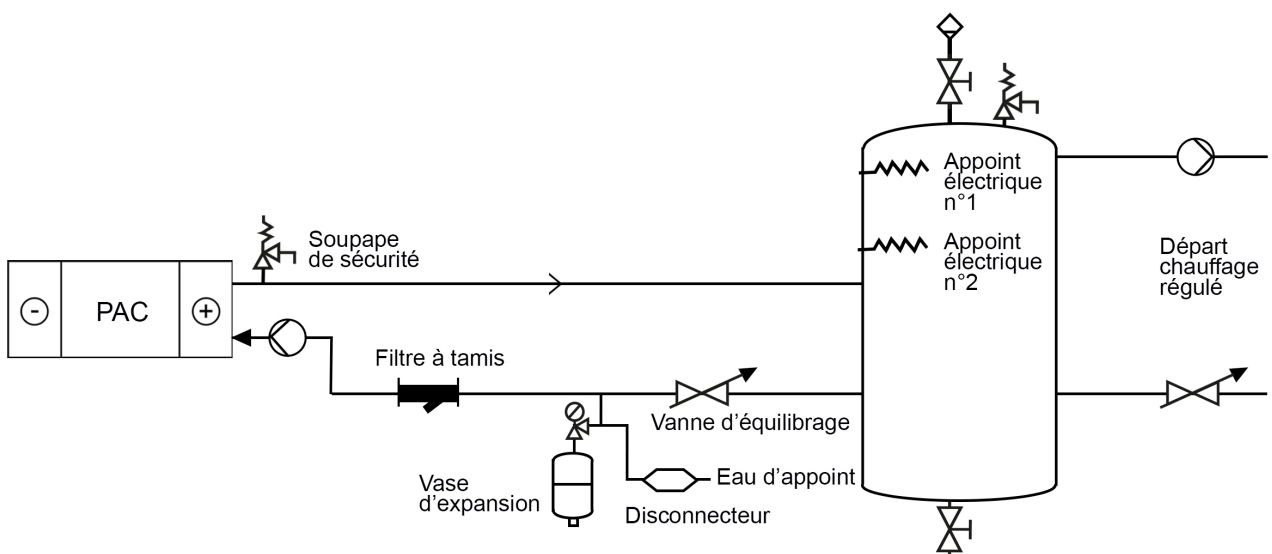 Appoint
électrique
n°1
Appoint
électrique
n°2
Soupape
de sécurité
Départ
chauffage
régulé
-
PAC
+
Filtre à tamis
Vanne d’équilibrage
Vase
d’expansion
Eau d’appoint
Disconnecteur